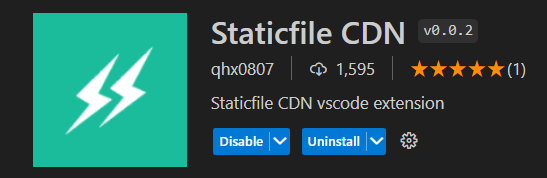 Staticfile CDN v0.0.2
qhx0807 1,595 (1)
Staticfile CDN vscode extension
Disable Uninstall